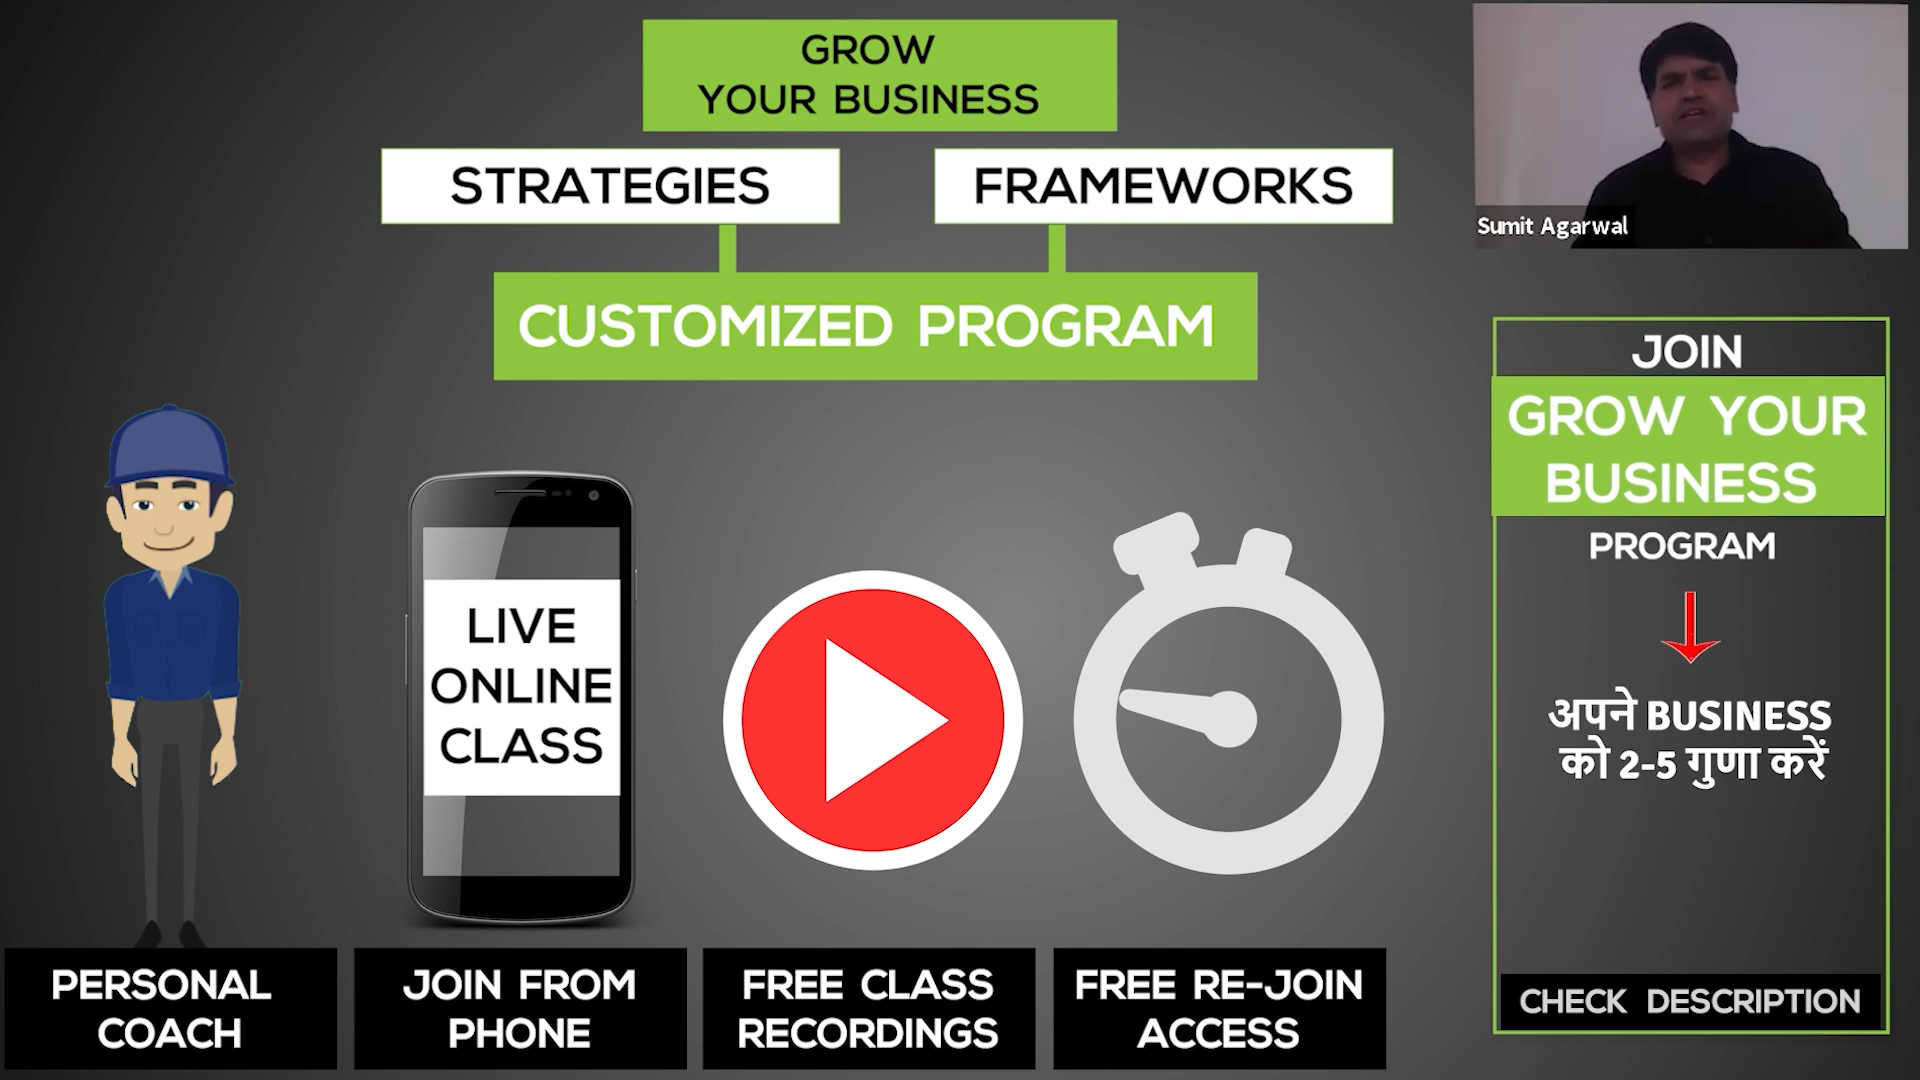 GROW
YOUR BUSINESS
STRATEGIES
FRAMEWORKS
CUSTOMIZED PROGRAM
Sumit Agarwal
LIVE
ONLINE
CLASS
PERSONAL
COACH
JOIN FROM
PHONE
FREE CLASS
RECORDINGS
FREE RE-JOIN
ACCESS
JOIN
GROW YOUR
BUSINESS
PROGRAM
अपने BUSINESS
को 2-5 गुणा करें
CHECK DESCRIPTION